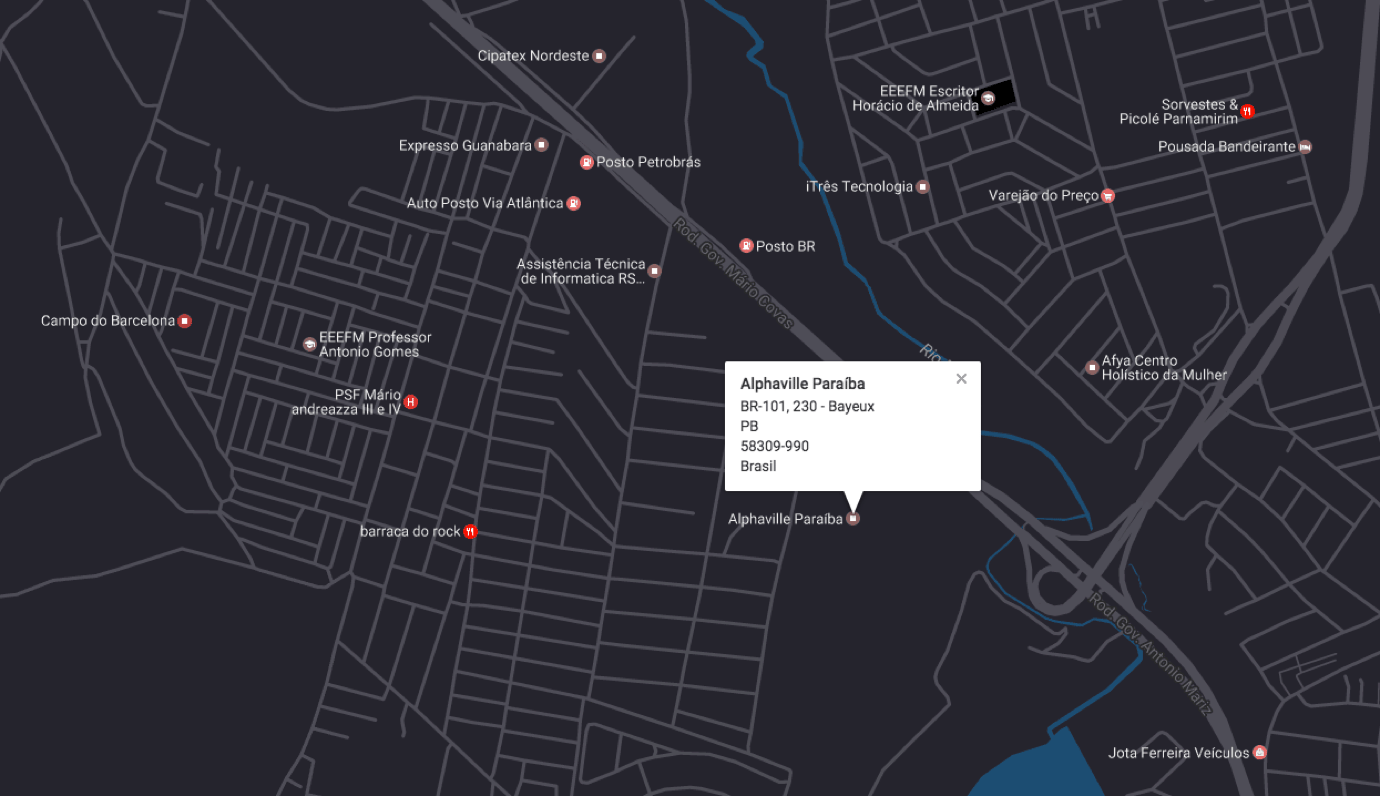 Cipatex Nordeste
EEEFM Escritor
Horácio de Almeida
Sorvestes &
Picolé Parnamirim
Expresso Guanabara
Posto Petrobrás
Pousada Bandeirante
iTrês Tecnologia
Varejão do Preço
Auto Posto Via Atlântica
Rod. Gov. Mário Covas
Posto BR
Assistência Técnica
de Informatica RS...
Campo do Barcelona
EEEFM Professor
Antonio Gomes
Rio
Afya Centro
Holístico da Mulher
PSF Mário
andreazza III e IV
Alphaville Paraíba
BR-101, 230 - Bayeux
PB
58309-990
Brasil
Alphaville Paraíba
barraca do rock
Rod. Gov. Antonio Mariz
Jota Ferreira Veículos